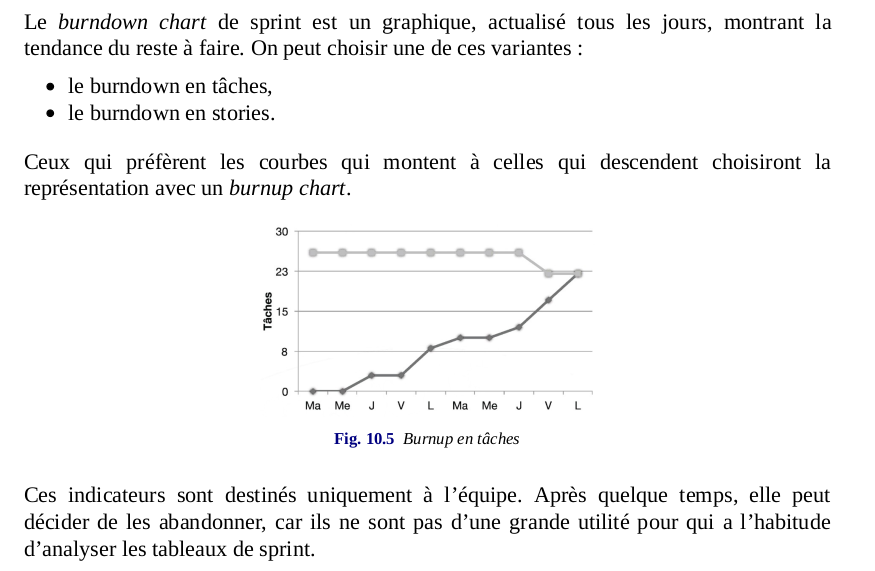 Le burndown chart de sprint est un graphique, actualisé tous les jours, montrant la
tendance du reste à faire. On peut choisir une de ces variantes :
• le burndown en tâches,
• le burndown en stories.
Ceux qui préfèrent les courbes qui montent à celles qui descendent choisiront la
représentation avec un burnup chart.
30
23
15
8
0
Tâches
Ma Me J V L Ma Me J V L
Fig. 10.5 Burnup en tâches
Ces indicateurs sont destinés uniquement à l’équipe. Après quelque temps, elle peut
décider de les abandonner, car ils ne sont pas d’une grande utilité pour qui a l’habitude
d’analyser les tableaux de sprint.